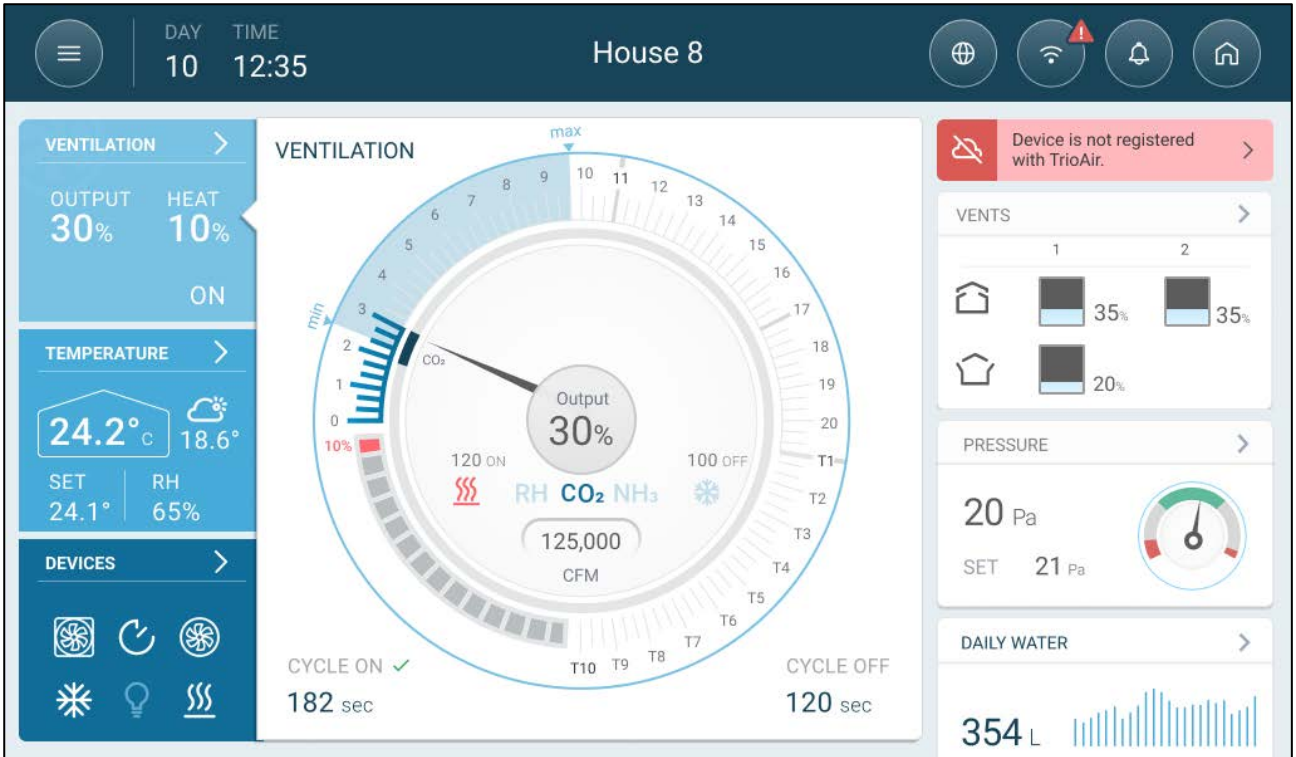 DAY TIME
10 12:35
House 8
VENTILATION
OUTPUT HEAT
30% 10%
ON
TEMPERATURE
24.2°C 18.6°
SET RH
24.1° 65%
DEVICES
VENTILATION
max
min
0
1
2
3
4
5
6
7
8
9
10
11
12
13
14
15
16
17
18
19
20
T1
T2
T3
T4
T5
T6
T7
T8
T9
T10
10%
CO₂
Output
30%
120 ON
100 OFF
RH CO₂ NH₃
125,000
CFM
CYCLE ON
182 sec
CYCLE OFF
120 sec
Device is not registered
with TrioAir.
VENTS
1 2
35% 35%
20%
PRESSURE
20 Pa
SET 21 Pa
DAILY WATER
354 L